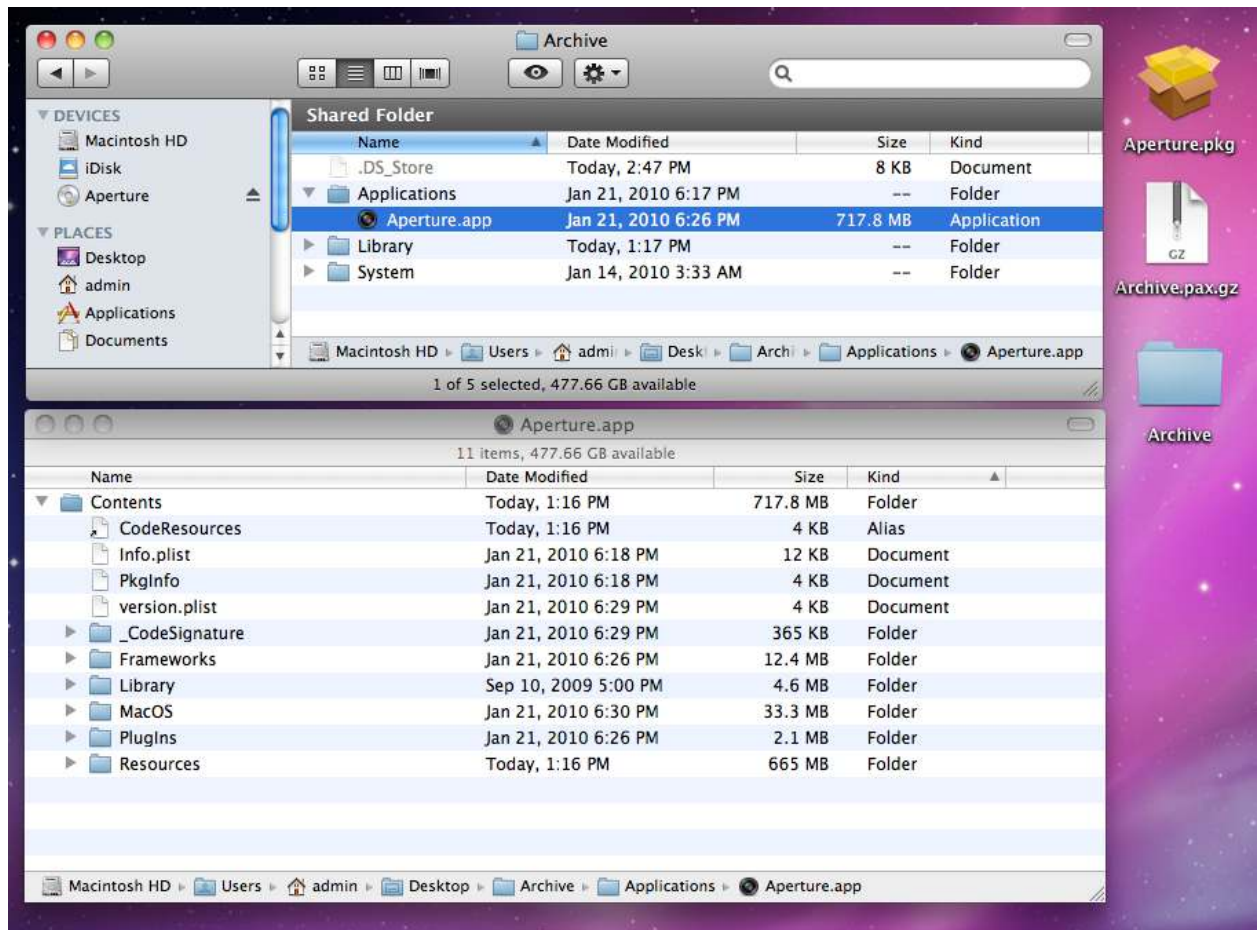 Archive
DEVICES
Macintosh HD
iDisk
Aperture
PLACES
Desktop
admin
Applications
Documents
Shared Folder
Name Date Modified Size Kind
.DS_Store Today, 2:47 PM 8 KB Document
Applications Jan 21, 2010 6:17 PM -- Folder
Aperture.app Jan 21, 2010 6:26 PM 717.8 MB Application
Library Today, 1:17 PM -- Folder
System Jan 14, 2010 3:33 AM -- Folder
Macintosh HD Users admi Desk Archi Applications Aperture.app
1 of 5 selected, 477.66 GB available
Aperture.app
11 items, 477.66 GB available
Name Date Modified Size Kind
Contents Today, 1:16 PM 717.8 MB Folder
CodeResources Today, 1:16 PM 4 KB Alias
Info.plist Jan 21, 2010 6:18 PM 12 KB Document
PkgInfo Jan 21, 2010 6:18 PM 4 KB Document
version.plist Jan 21, 2010 6:29 PM 4 KB Document
_CodeSignature Jan 21, 2010 6:29 PM 365 KB Folder
Frameworks Jan 21, 2010 6:26 PM 12.4 MB Folder
Library Sep 10, 2009 5:00 PM 4.6 MB Folder
MacOS Jan 21, 2010 6:30 PM 33.3 MB Folder
PlugIns Jan 21, 2010 6:26 PM 2.1 MB Folder
Resources Today, 1:16 PM 665 MB Folder
Macintosh HD Users admin Desktop Archive Applications Aperture.app
Aperture.pkg
GZ
Archive.pax.gz
Archive